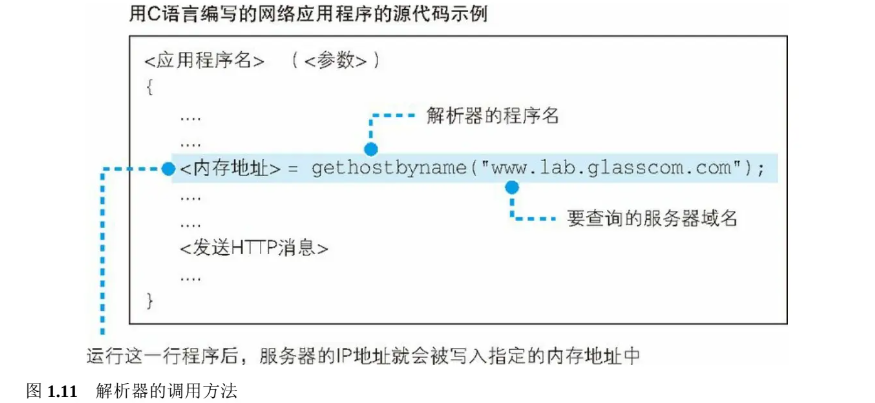 用C语言编写的网络应用程序的源代码示例
<应用程序名> （<参数>）
{
....
.... 解析器的程序名
<内存地址> = gethostbyname("www.lab.glasscom.com");
....
.... 要查询的服务器域名
<发送HTTP消息>
....
}
运行这一行程序后，服务器的IP地址就会被写入指定的内存地址中
图 1.11 解析器的调用方法